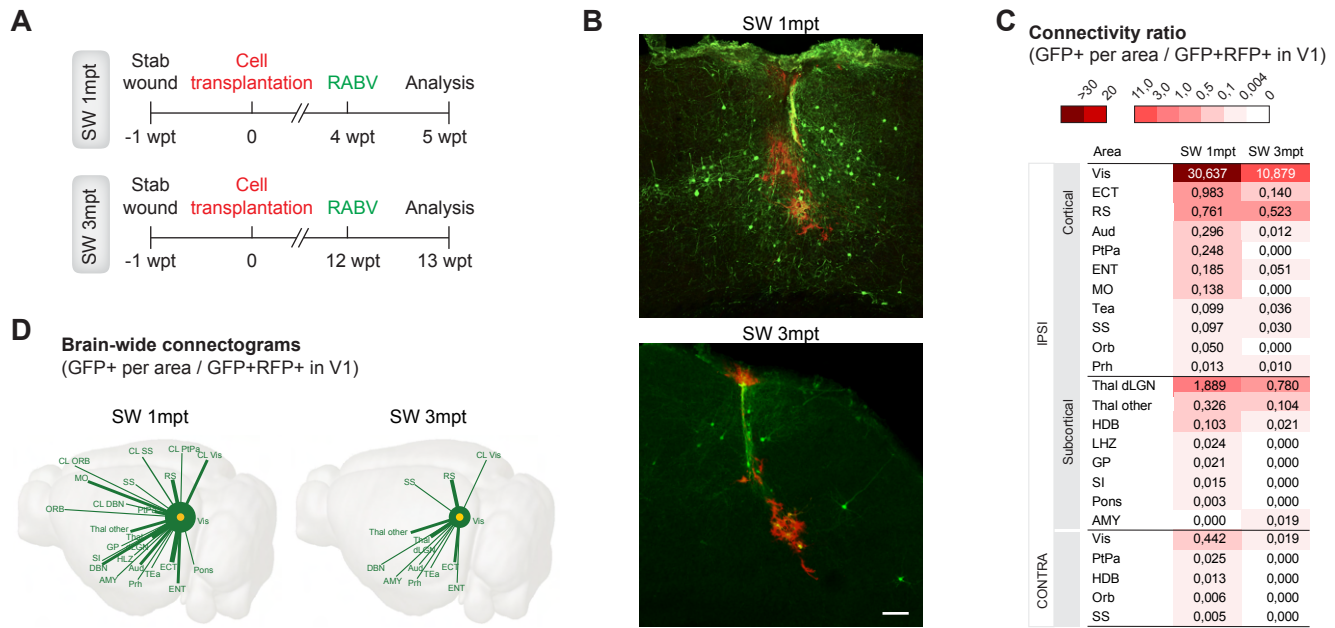 A
SW 1mpt
Stab wound
Cell transplantation
RABV
Analysis
-1 wpt
0
4 wpt
5 wpt
SW 3mpt
Stab wound
Cell transplantation
RABV
Analysis
-1 wpt
0
12 wpt
13 wpt
B
SW 1mpt
SW 3mpt
C
Connectivity ratio
(GFP+ per area / GFP+RFP+ in V1)
>30 20 11,0 3,0 1,0 0.5 0.1 0,004 0
Area SW 1mpt SW 3mpt
IPSI
Cortical
Vis 30,637 10,879
ECT 0,983 0,140
RS 0,761 0,523
Aud 0,296 0,012
PtPa 0,248 0,000
ENT 0,185 0,051
MO 0,138 0,000
Tea 0,099 0,036
SS 0,097 0,030
Orb 0,050 0,000
Prh 0,013 0,010
Subcortical
Thal dLGN 1,889 0,780
Thal other 0,326 0,104
HDB 0,103 0,021
LHZ 0,024 0,000
GP 0,021 0,000
SI 0,015 0,000
Pons 0,003 0,000
AMY 0,000 0,019
CONTRA
Vis 0,442 0,019
PtPa 0,025 0,000
HDB 0,013 0,000
Orb 0,006 0,000
SS 0,005 0,000
D
Brain-wide connectograms
(GFP+ per area / GFP+RFP+ in V1)
SW 1mpt
CL PtPa
CL SS
CL Vis
CL ORB
MO
RS
SS
CL DBN
PtPa
ORB
Vis
Thal other
Thal
GP
dLGN
SI
HLZ
DBN
Aud
ECT
TEa
Pons
AMY
Prh
ENT
SW 3mpt
CL Vis
RS
SS
Vis
Thal other
Thal
dLGN
DBN
Aud
ECT
TEa
AMY
Prh
ENT